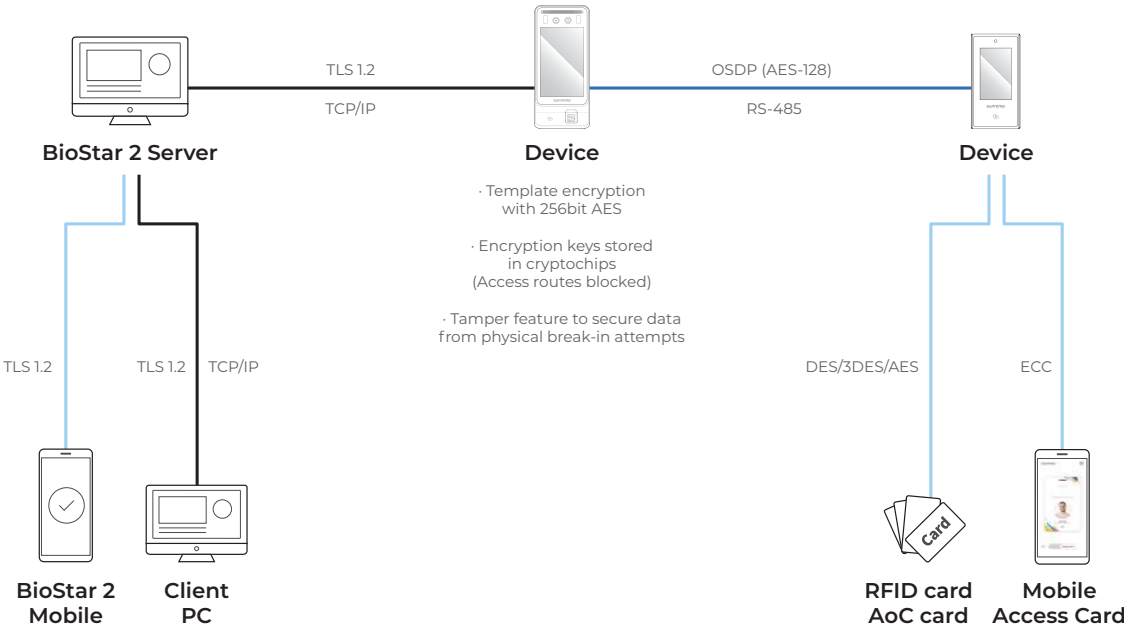 TLS 1.2
TCP/IP
OSDP (AES-128)
RS-485
BioStar 2 Server
Device
Device
· Template encryption
with 256bit AES
· Encryption keys stored
in cryptochips
(Access routes blocked)
· Tamper feature to secure data
from physical break-in attempts
TLS 1.2
TLS 1.2
TCP/IP
DES/3DES/AES
ECC
Card
BioStar 2
Mobile
Client
PC
RFID card
AoC card
Mobile
Access Card